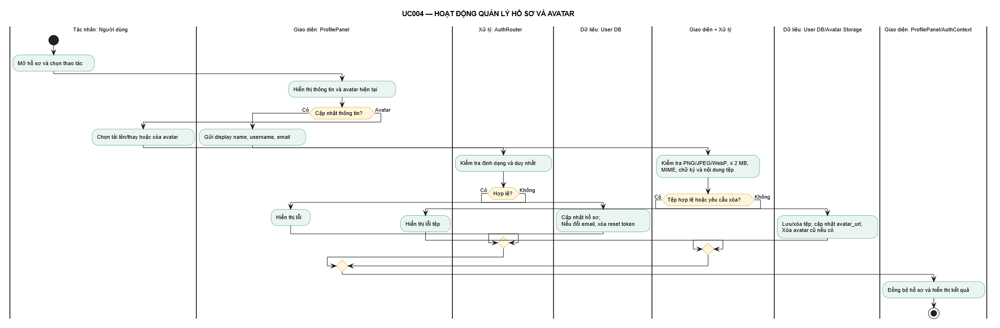 UC004 — HOẠT ĐỘNG QUẢN LÝ HỒ SƠ VÀ AVATAR
Tác nhân: Người dùng
Giao diện: ProfilePanel
Xử lý: AuthRouter
Dữ liệu: User DB
Giao diện + Xử lý
Dữ liệu: User DB/Avatar Storage
Giao diện: ProfilePanel/AuthContext
Mở hồ sơ và chọn thao tác
Hiển thị thông tin và avatar hiện tại
Có
Cập nhật thông tin?
Avatar
Chọn tải lên/thay hoặc xóa avatar
Gửi display name, username, email
Kiểm tra định dạng và duy nhất
Kiểm tra PNG/JPEG/WebP, ≤ 2 MB,
MIME, chữ ký và nội dung tệp
Có
Hợp lệ?
Không
Có
Tệp hợp lệ hoặc yêu cầu xóa?
Không
Hiển thị lỗi
Hiển thị lỗi tệp
Cập nhật hồ sơ;
Nếu đổi email, xóa reset token
Lưu/xóa tệp; cập nhật avatar_url;
Xóa avatar cũ nếu có
Đồng bộ hồ sơ và hiển thị kết quả